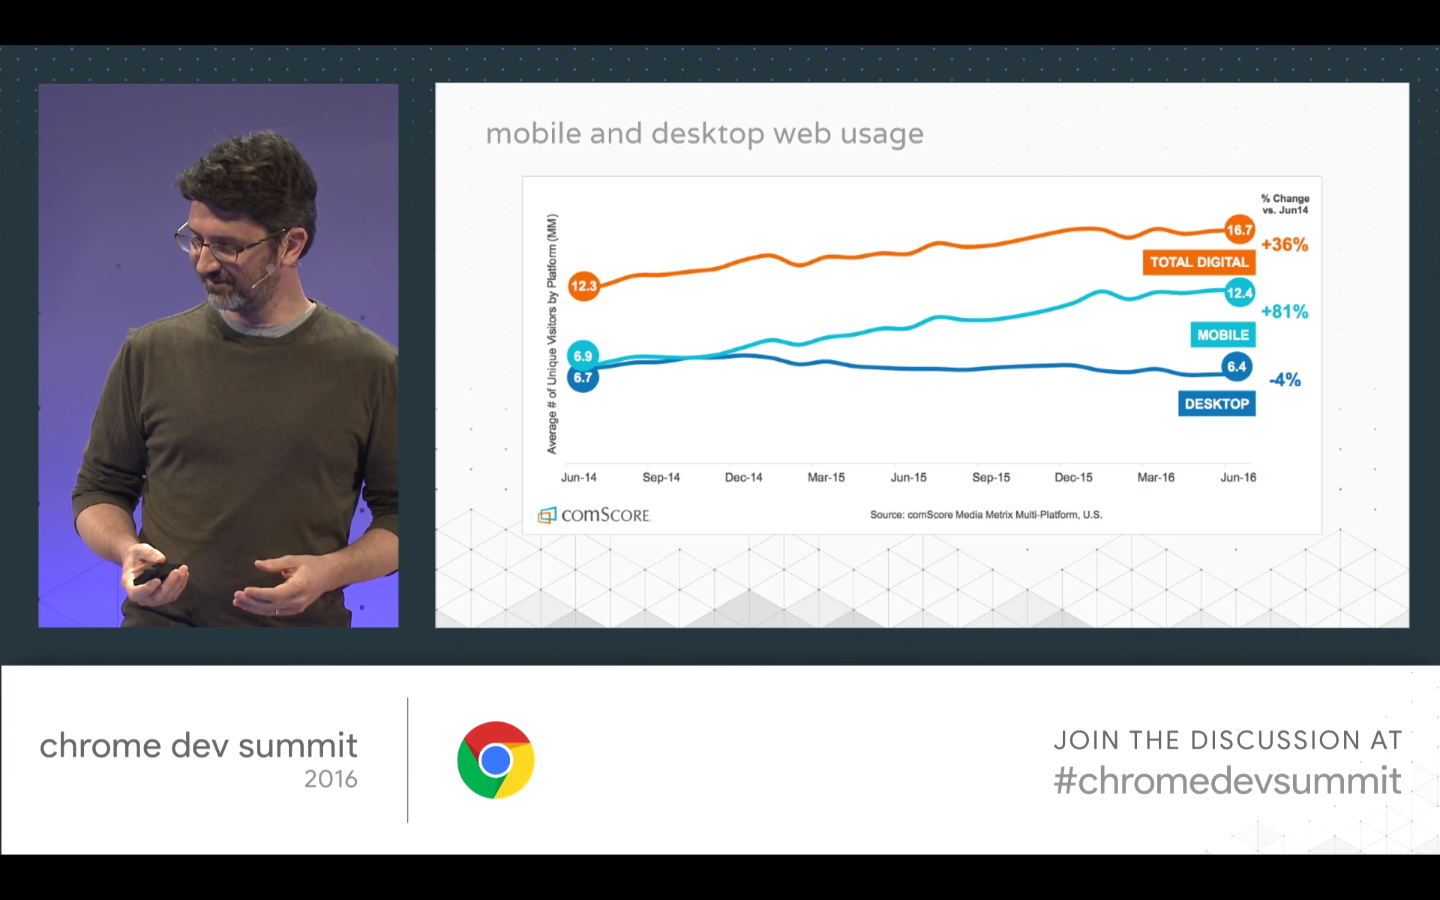 mobile and desktop web usage
% Change
vs. Jun14
Average # of Unique Visitors by Platform (MM)
12.3
16.7
+36%
TOTAL DIGITAL
6.9
12.4
+81%
MOBILE
6.7
6.4
-4%
DESKTOP
Jun-14 Sep-14 Dec-14 Mar-15 Jun-15 Sep-15 Dec-15 Mar-16 Jun-16
comSCORE
Source: comScore Media Metrix Multi-Platform, U.S.
chrome dev summit
2016
JOIN THE DISCUSSION AT
#chromedevsummit